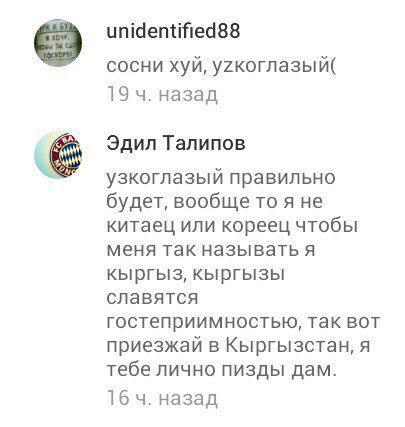 unidentified88
сосни хуй, уzкоглазый(
19 ч. назад
Эдил Талипов
узкоглазый правильно
будет, вообще то я не
китаец или кореец чтобы
меня так называть я
кыргыз, кыргызы
славятся
гостеприимностью, так вот
приезжай в Кыргызстан, я
тебе лично пизды дам.
16 ч. назад